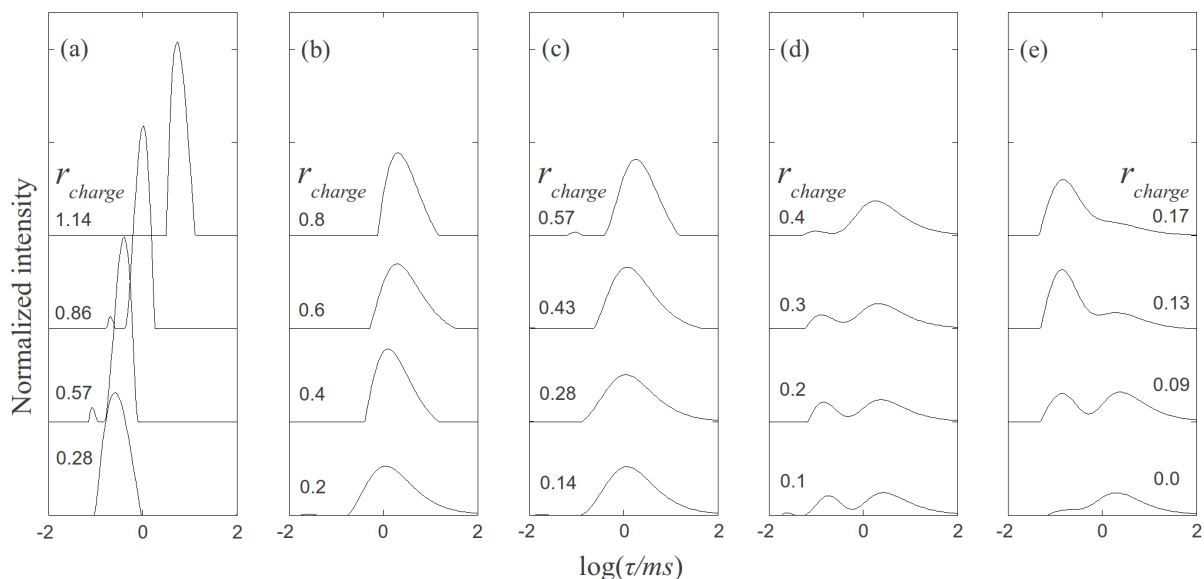 (a)
r charge
1.14
0.86
0.57
0.28
(b)
r charge
0.8
0.6
0.4
0.2
(c)
r charge
0.57
0.43
0.28
0.14
(d)
r charge
0.4
0.3
0.2
0.1
(e)
r charge
0.17
0.13
0.09
0.0
Normalized intensity
-2 0 2
-2 0 2
-2 0 2
-2 0 2
-2 0 2
log(τ/ms)